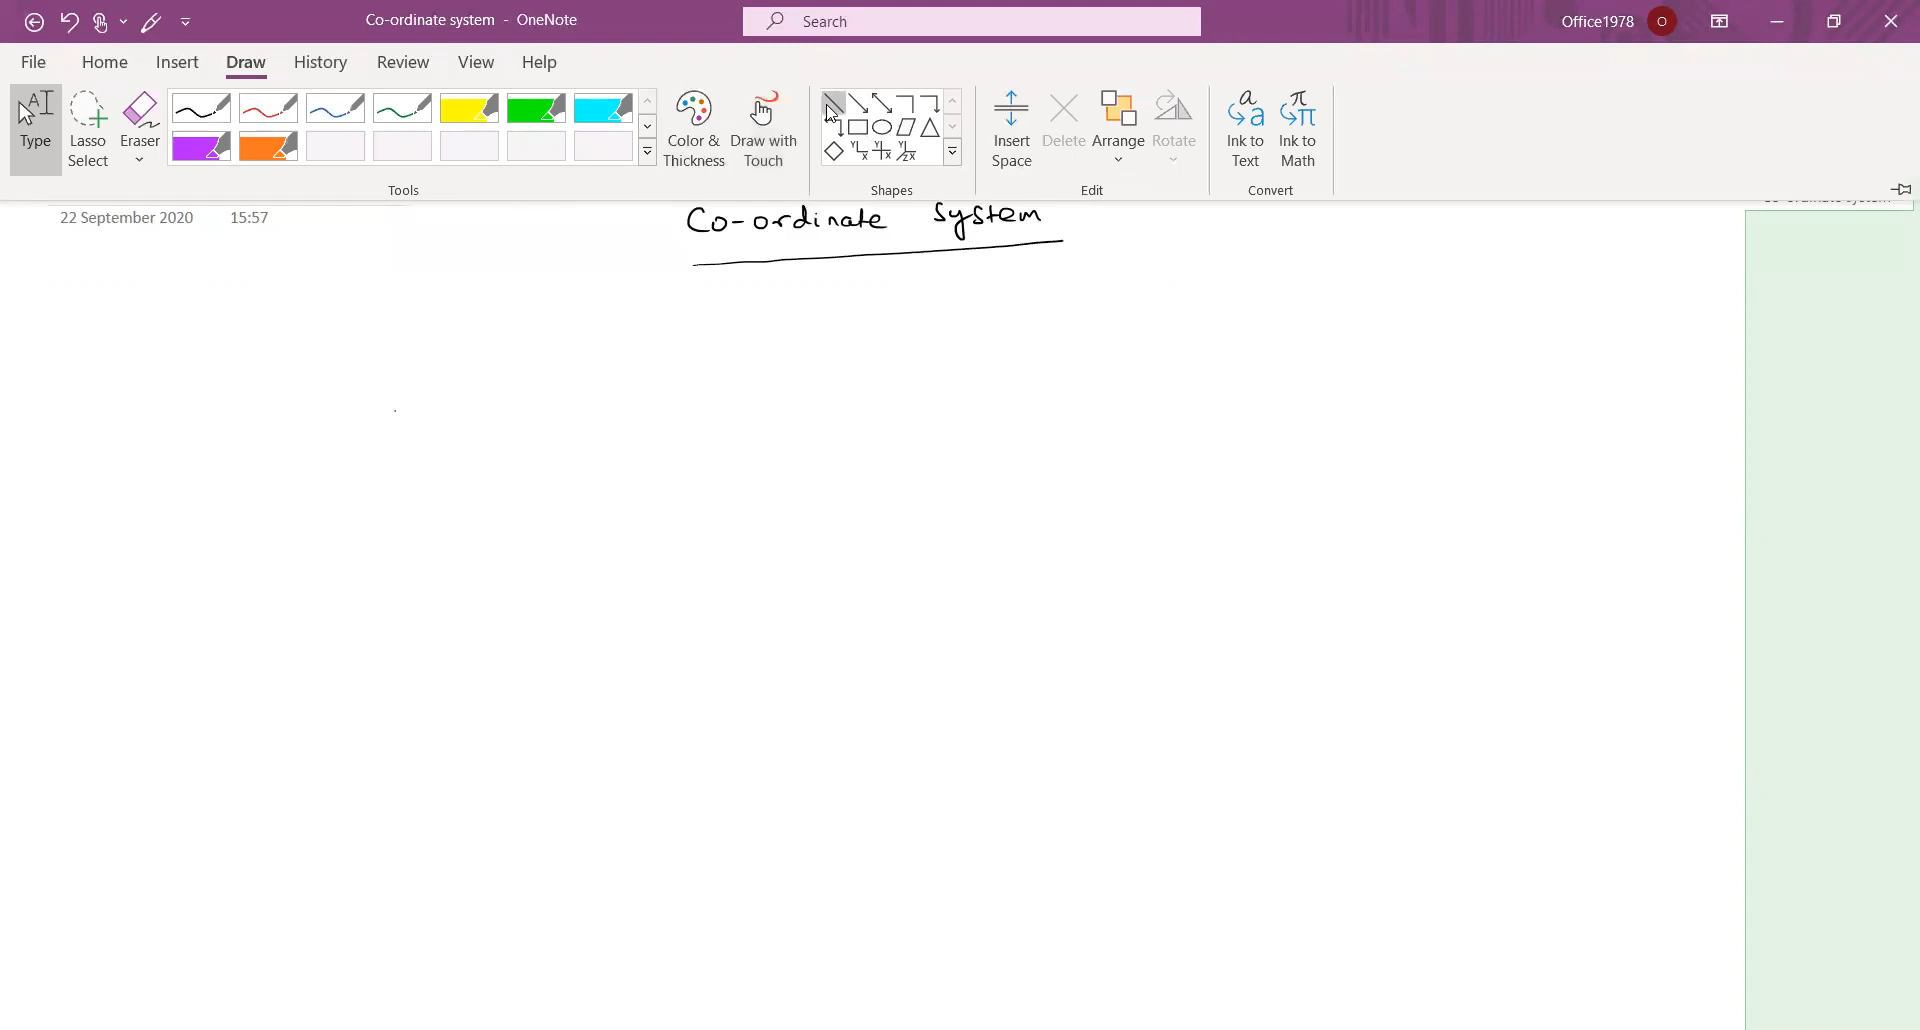 Co-ordinate system - OneNote
Search
Office1978
O
File Home Insert Draw History Review View Help
Type
Lasso Select
Eraser
Color & Thickness
Draw with Touch
Insert Space
Delete
Arrange
Rotate
Ink to Text
Ink to Math
Tools
Shapes
Edit
Convert
22 September 2020 15:57
Co-ordinate system